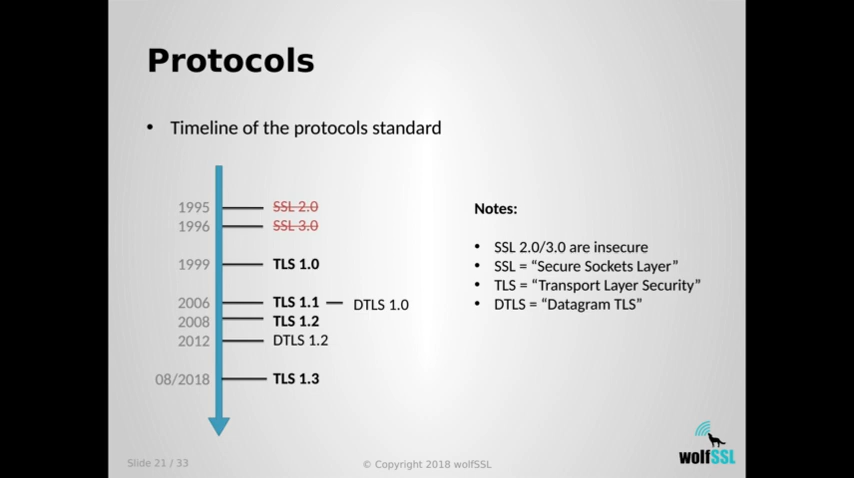 Protocols
• Timeline of the protocols standard
1995 SSL 2.0
1996 SSL 3.0
1999 TLS 1.0
2006 TLS 1.1 — DTLS 1.0
2008 TLS 1.2
2012 DTLS 1.2
08/2018 TLS 1.3
Notes:
• SSL 2.0/3.0 are insecure
• SSL = “Secure Sockets Layer”
• TLS = “Transport Layer Security”
• DTLS = “Datagram TLS”
Slide 21 / 33
© Copyright 2018 wolfSSL
wolfSSL